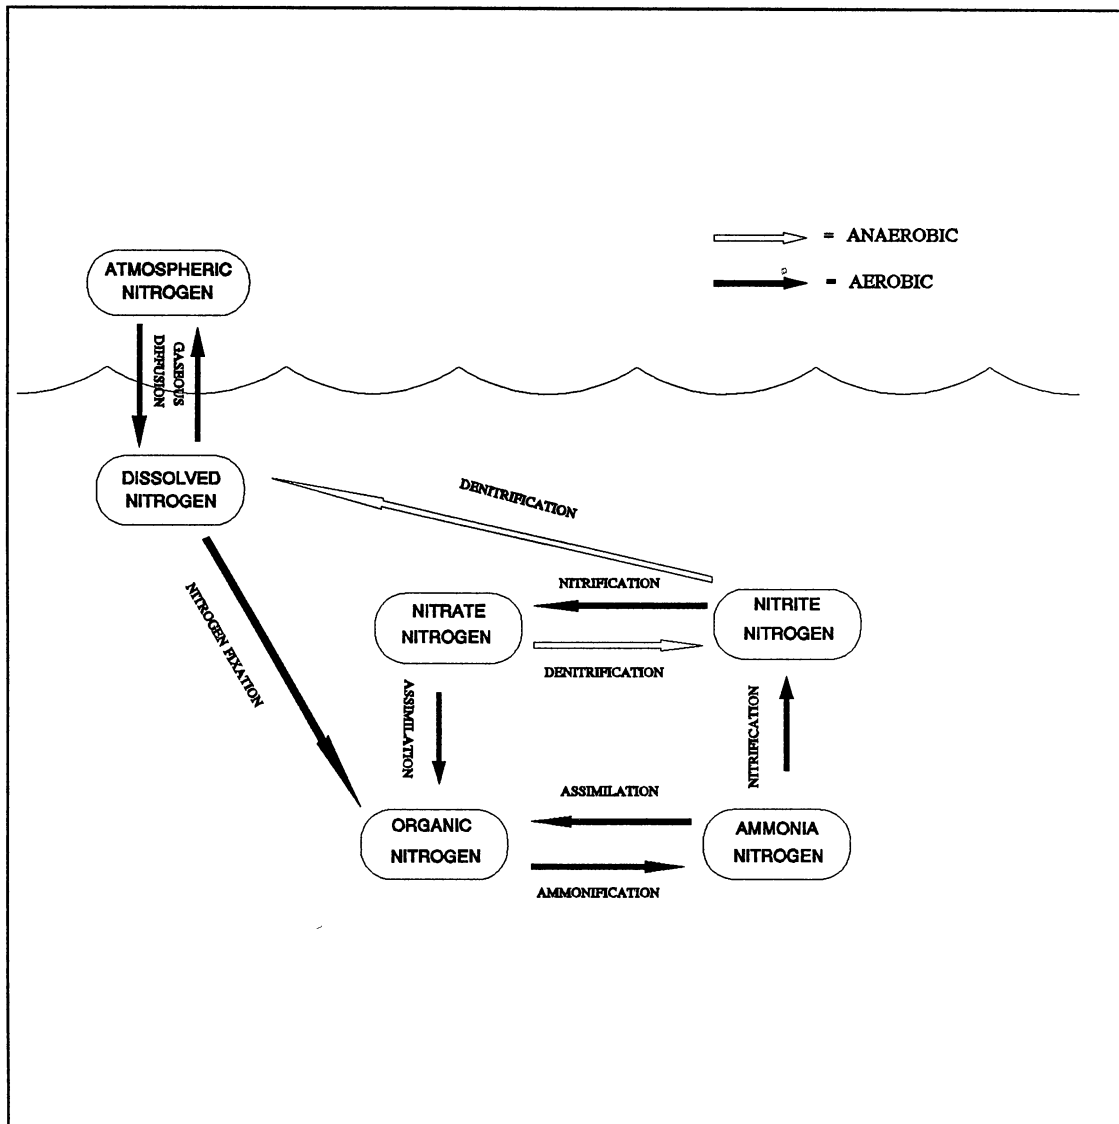 = ANAEROBIC
= AEROBIC
ATMOSPHERIC
NITROGEN
GASEOUS
DIFFUSION
DISSOLVED
NITROGEN
DENITRIFICATION
NITROGEN FIXATION
NITRIFICATION
NITRATE
NITROGEN
NITRITE
NITROGEN
DENITRIFICATION
ASSIMILATION
NITRIFICATION
ASSIMILATION
ORGANIC
NITROGEN
AMMONIA
NITROGEN
AMMONIFICATION